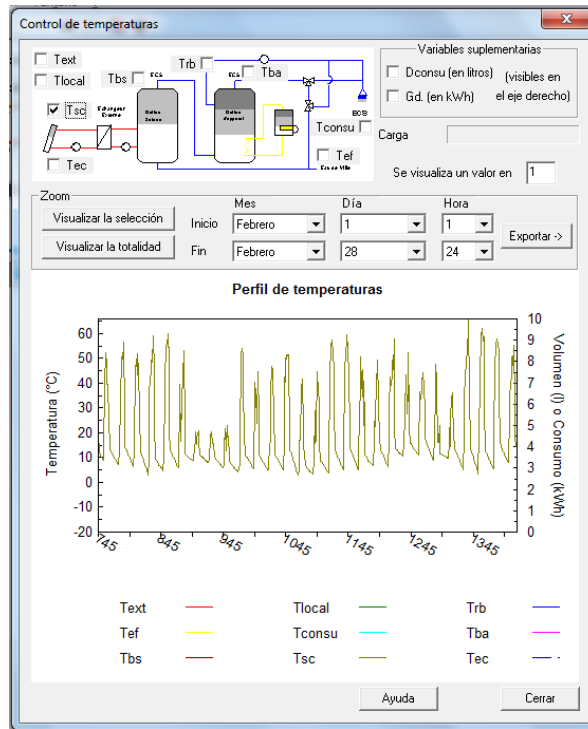 Control de temperaturas
Text
Tlocal
Tbs
ECS
Trb
ECS
Tba
Tsc
Tec
Tconsu
Tef
ECS
Variables suplementarias
Dconsu (en litros)
Gd. (en kWh)
(visibles en
el eje derecho)
Carga
Se visualiza un valor en 1
Zoom
Mes Día Hora
Visualizar la selección
Inicio Febrero 1 1
Visualizar la totalidad
Fin Febrero 28 24
Exportar ->
Perfil de temperaturas
Temperatura (°C)
60
50
40
30
20
10
0
-10
-20
10
9
8
7
6
5
4
3
2
1
0
Volumen (l) o Consumo (kWh)
745 845 945 1045 1145 1245 1345
Text Tlocal Trb
Tef Tconsu Tba
Tbs Tsc Tec
Ayuda Cerrar